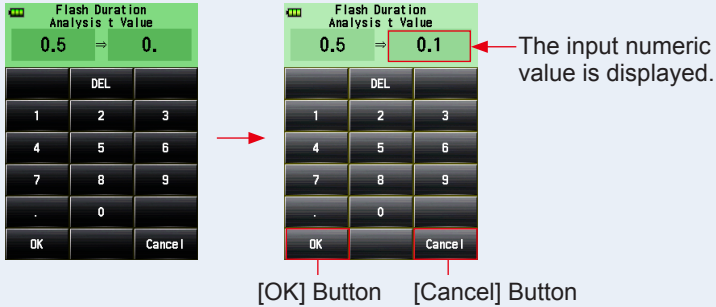 Flash Duration
Analysis t Value
0.5 ⇒ 0.
DEL
1 2 3
4 5 6
7 8 9
. 0
OK Cancel
Flash Duration
Analysis t Value
0.5 ⇒ 0.1
DEL
1 2 3
4 5 6
7 8 9
. 0
OK Cancel
The input numeric
value is displayed.
[OK] Button [Cancel] Button